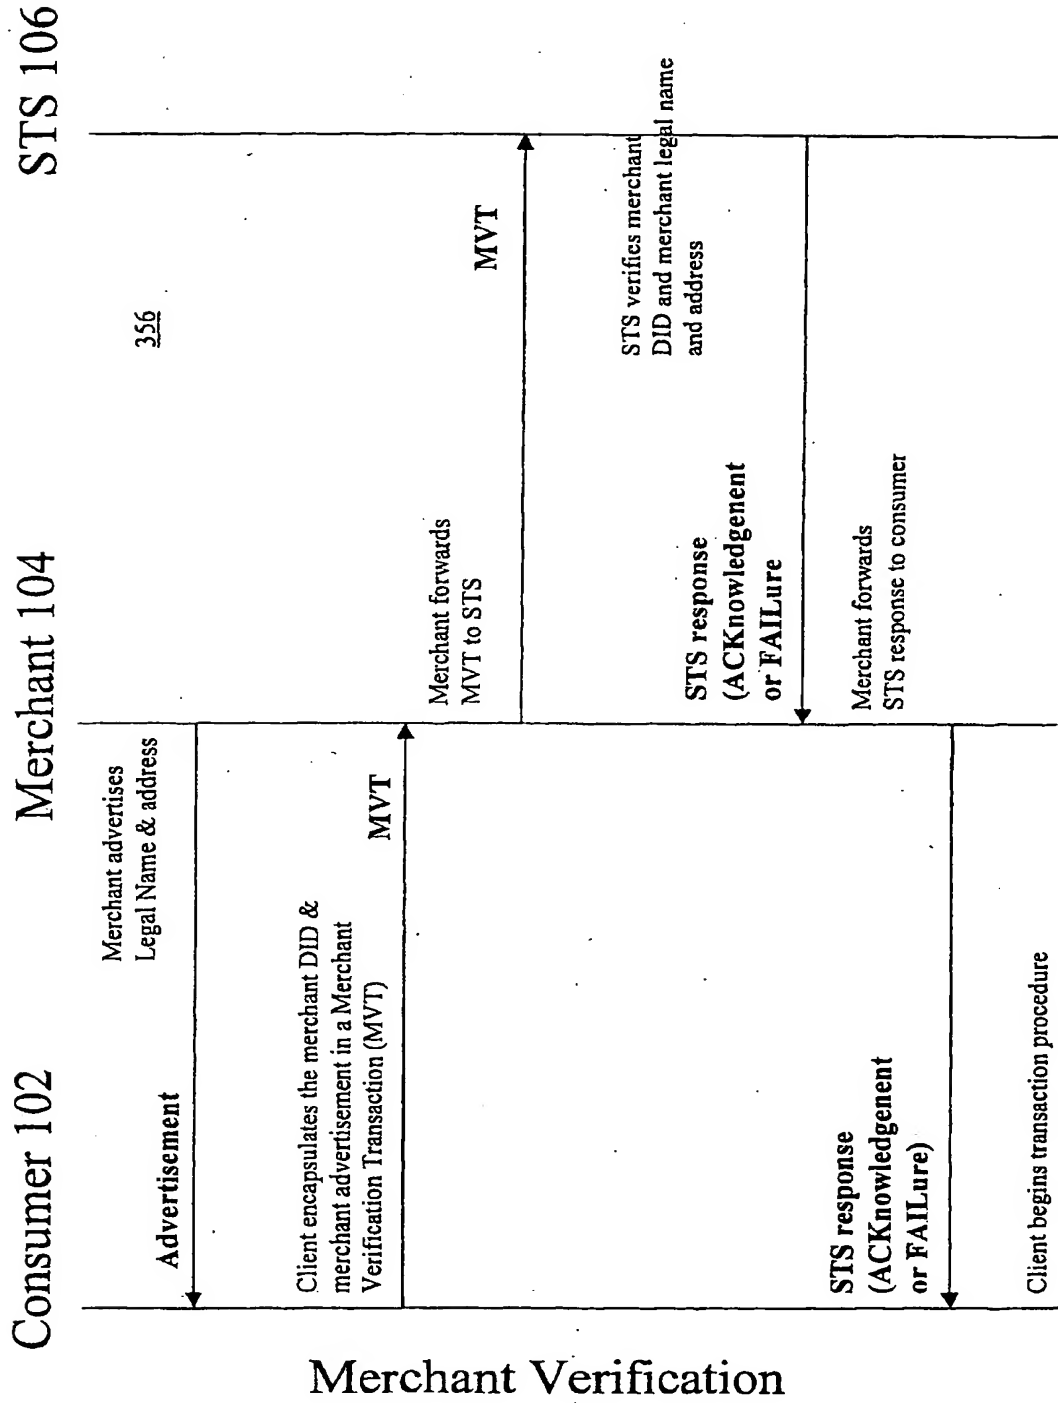 Merchant Verification
Consumer 102
Merchant 104
STS 106
356
Merchant advertises
Legal Name & address
Advertisement
Client encapsulates the merchant DID &
merchant advertisement in a Merchant
Verification Transaction (MVT)
MVT
Merchant forwards
MVT to STS
MVT
STS verifies merchant
DID and merchant legal name
and address
STS response
(ACKnowledgenent
or FAILure
Merchant forwards
STS response to consumer
STS response
(ACKnowledgenent
or FAILure)
Client begins transaction procedure